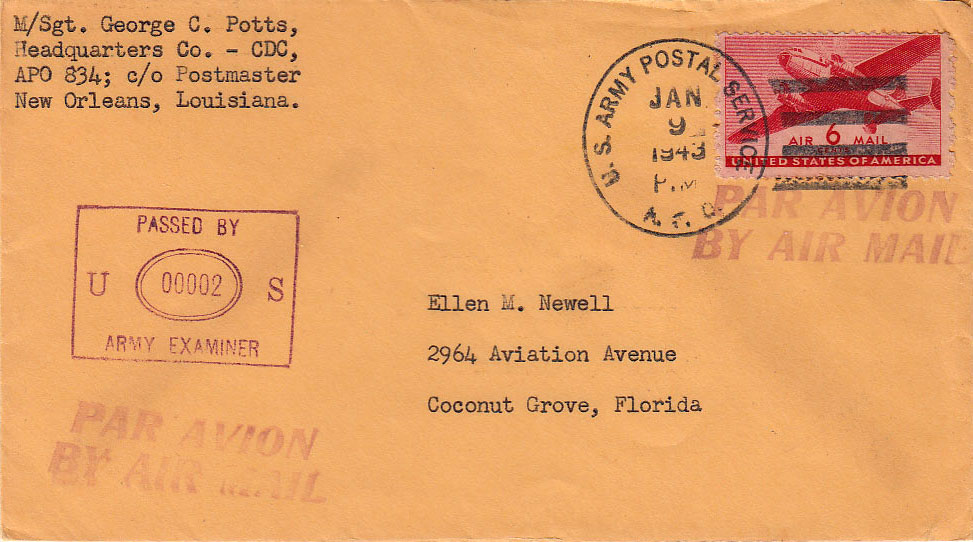 M/Sgt. George C. Potts,
Headquarters Co. - CDC,
APO 834; c/o Postmaster
New Orleans, Louisiana.
U. S. ARMY POSTAL SERVICE
JAN
9
1943
P.M
A. P. O.
AIR 6 MAIL
UNITED STATES OF AMERICA
PAR AVION
BY AIR MAIL
PASSED BY
U 00002 S
ARMY EXAMINER
Ellen M. Newell
2964 Aviation Avenue
Coconut Grove, Florida
PAR AVION
BY AIR MAIL